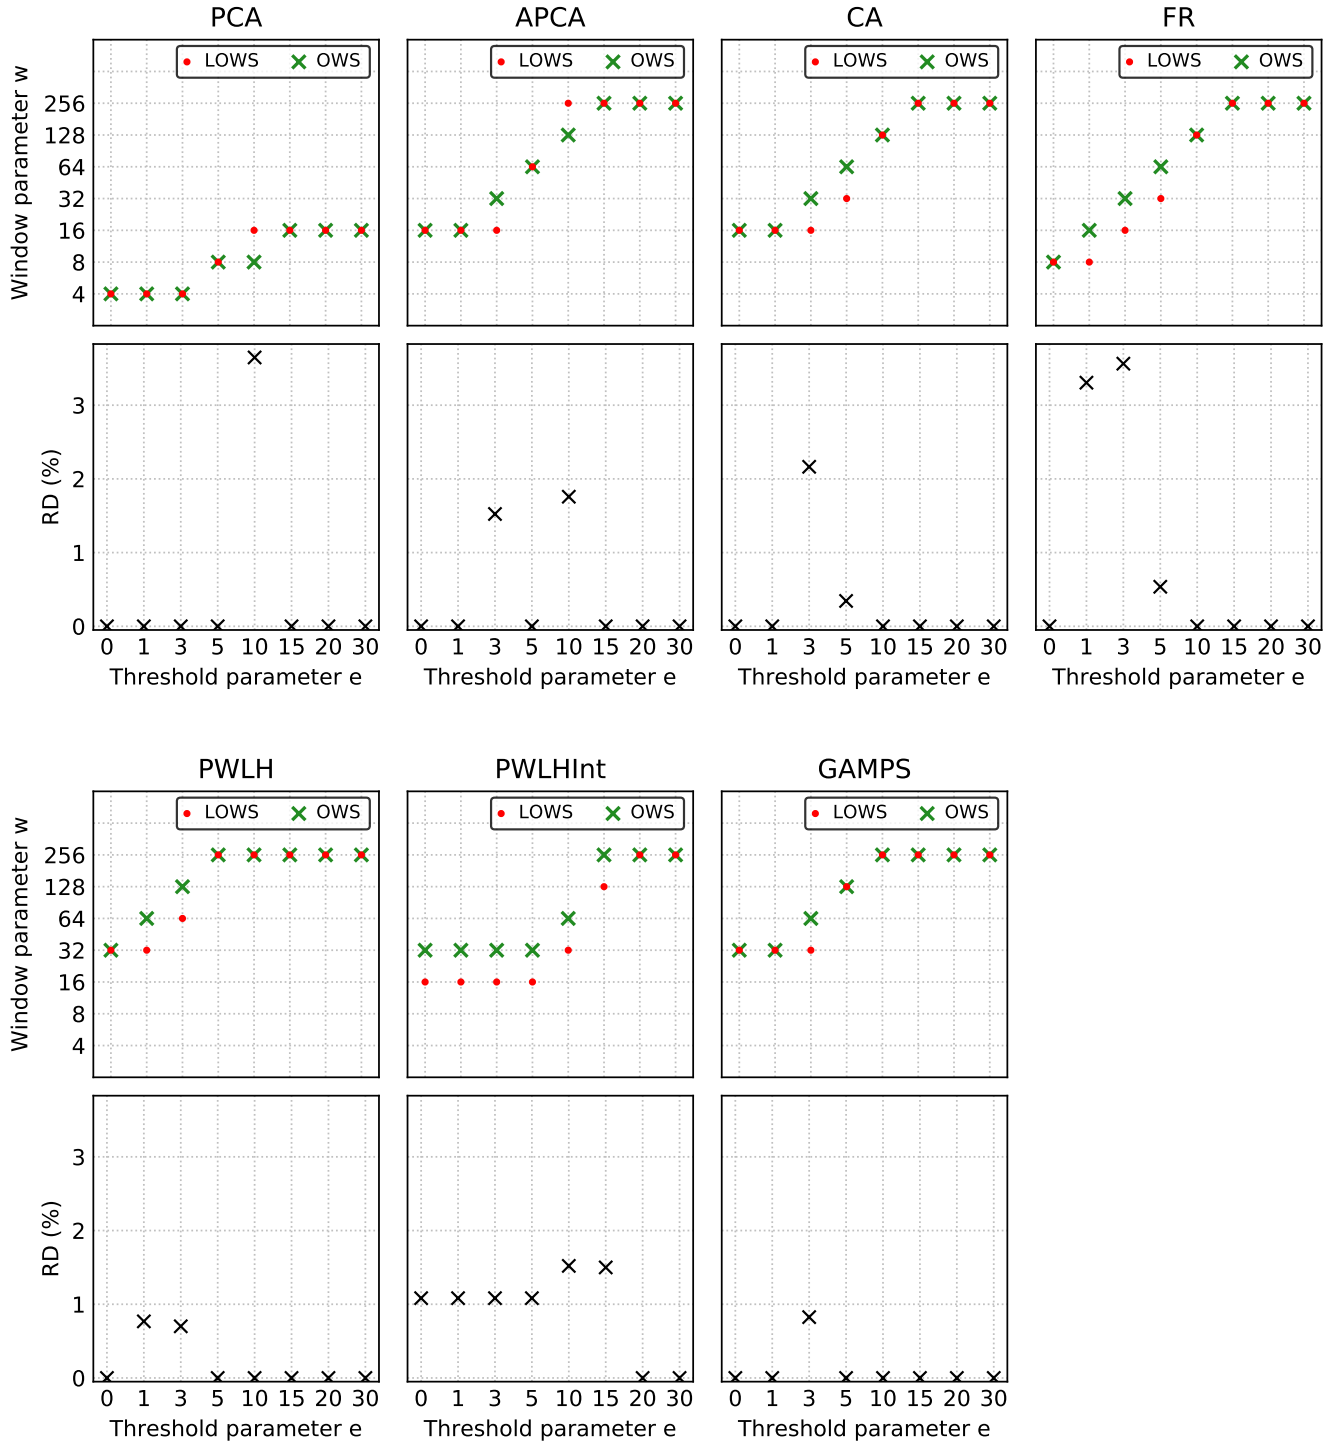 PCA APCA CA FR
LOWS OWS LOWS OWS LOWS OWS LOWS OWS
Window parameter w
256
128
64
32
16
8
4
RD (%)
3
2
1
0
0 1 3 5 10 15 20 30 0 1 3 5 10 15 20 30 0 1 3 5 10 15 20 30 0 1 3 5 10 15 20 30
Threshold parameter e Threshold parameter e Threshold parameter e Threshold parameter e
PWLH PWLHInt GAMPS
LOWS OWS LOWS OWS LOWS OWS
Window parameter w
256
128
64
32
16
8
4
RD (%)
3
2
1
0
0 1 3 5 10 15 20 30 0 1 3 5 10 15 20 30 0 1 3 5 10 15 20 30
Threshold parameter e Threshold parameter e Threshold parameter e